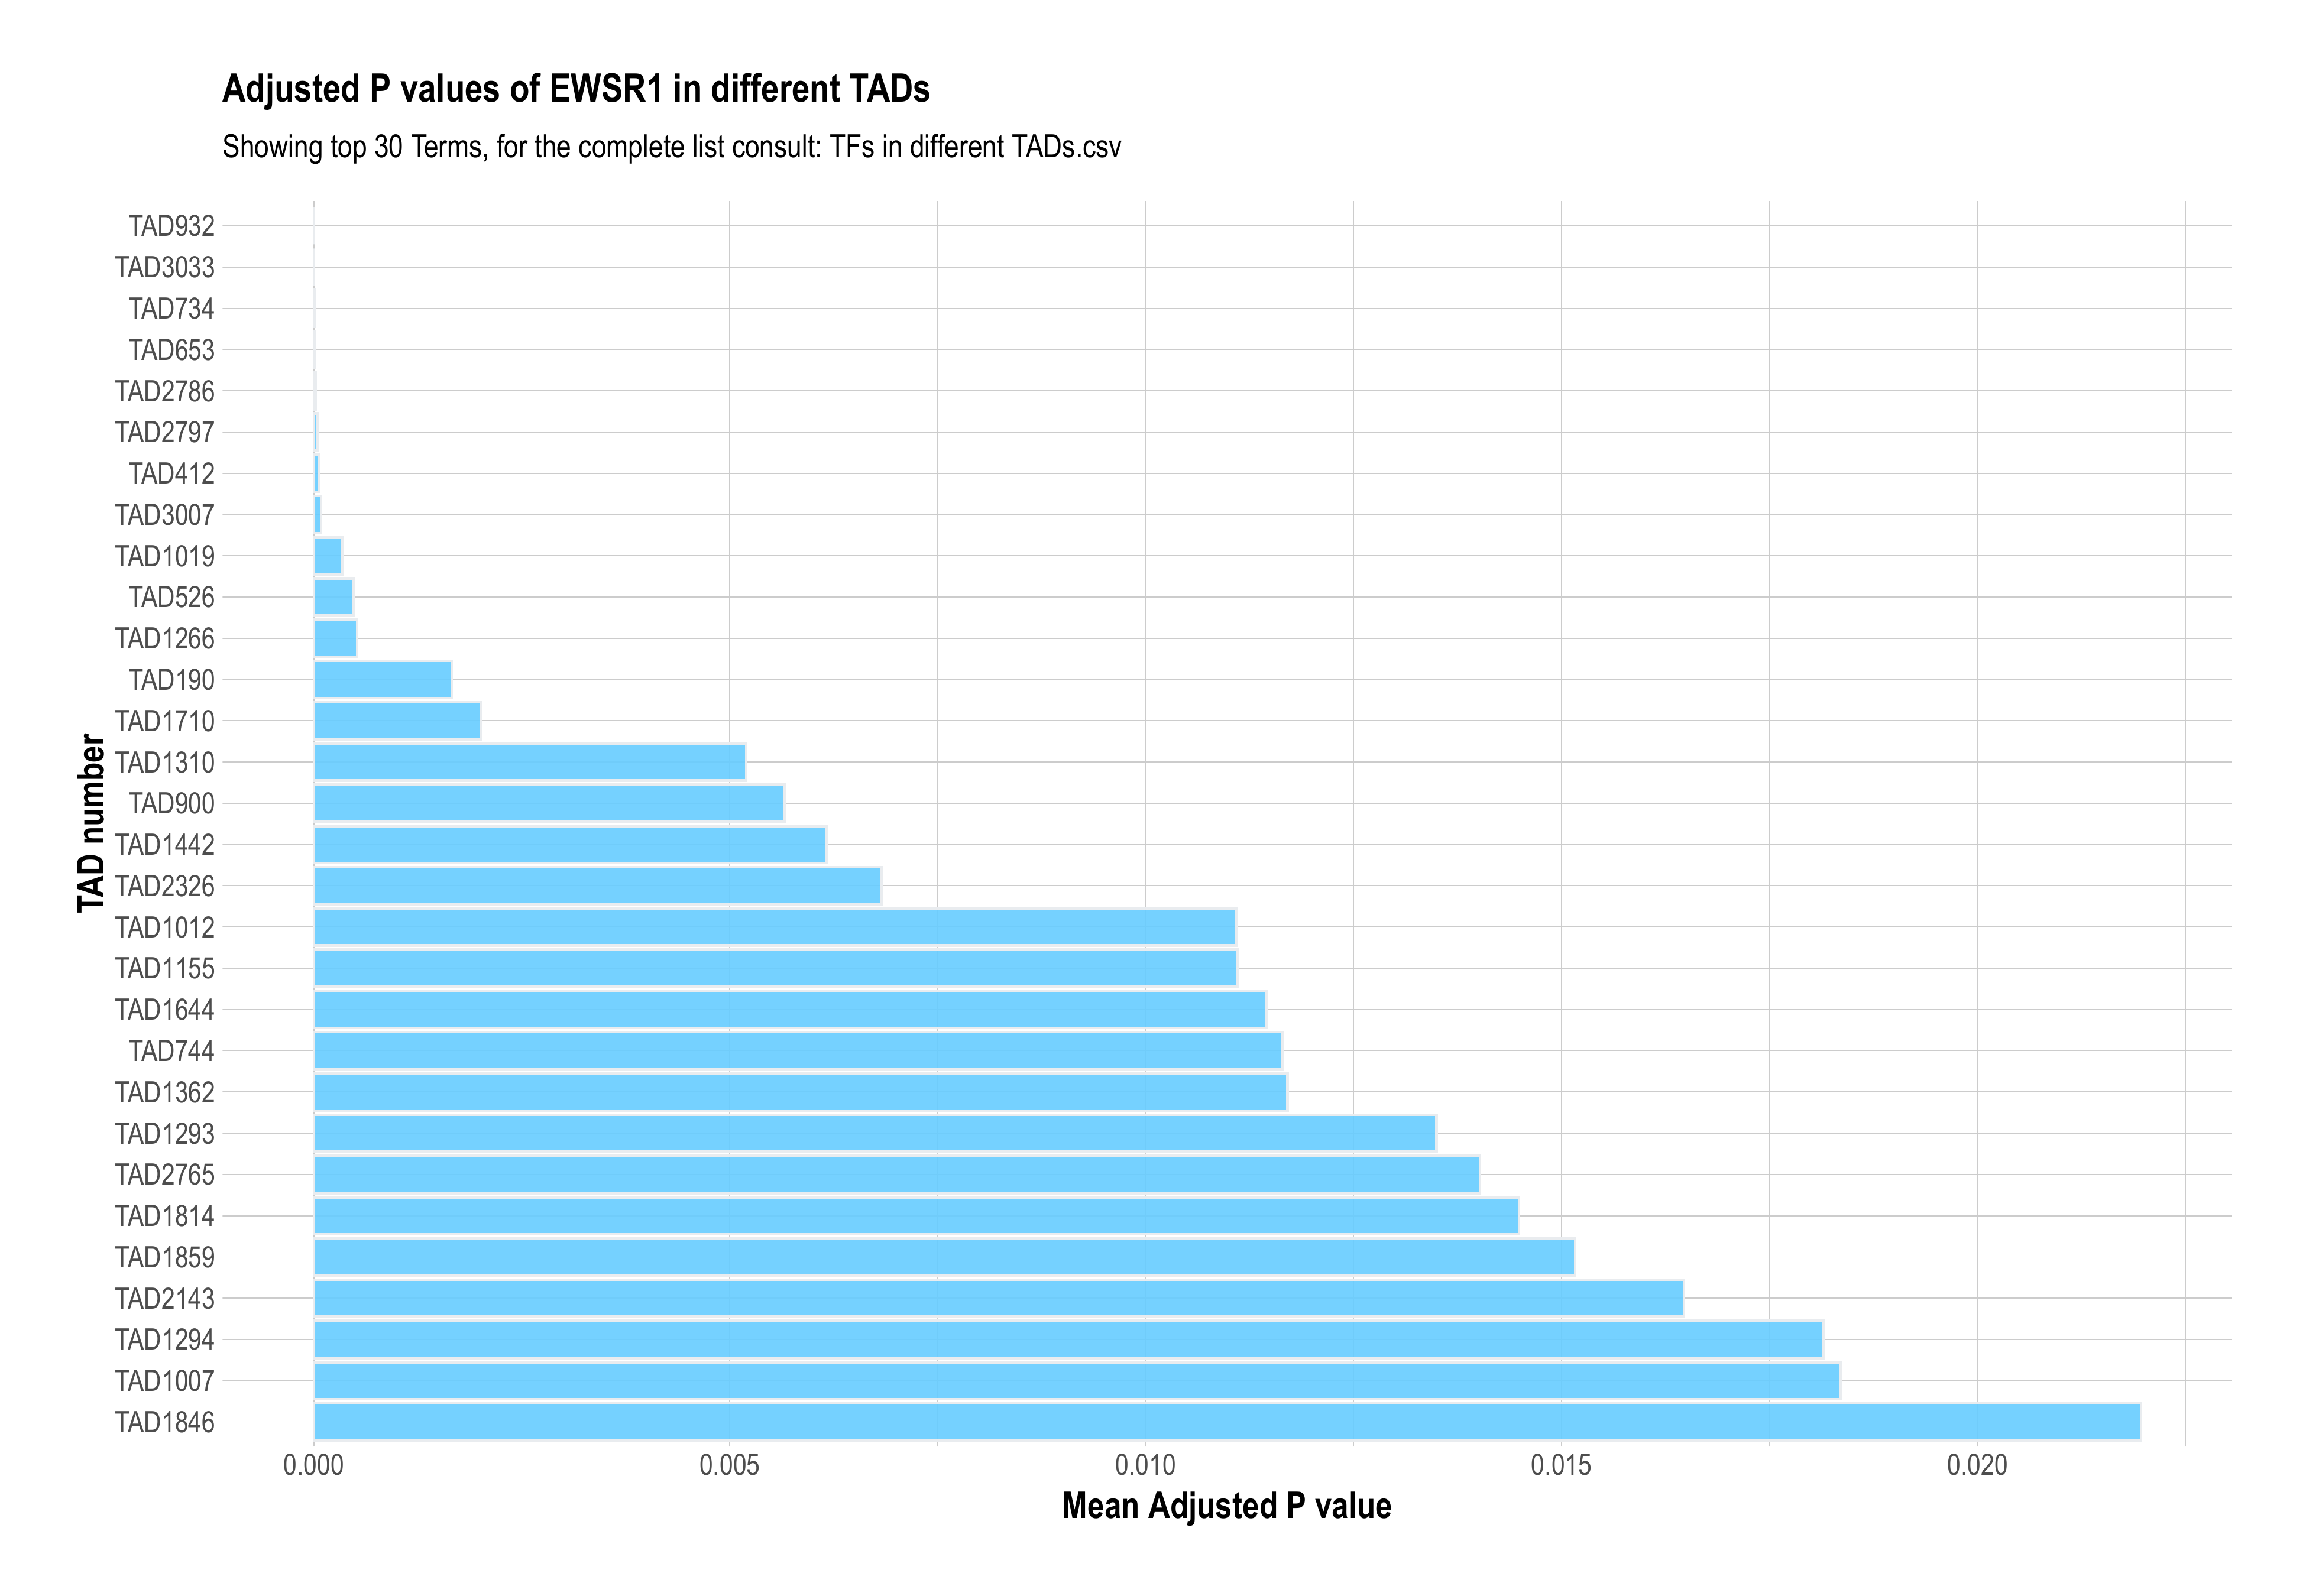 Adjusted P values of EWSR1 in different TADs
Showing top 30 Terms, for the complete list consult: TFs in different TADs.csv
TAD number
TAD932
TAD3033
TAD734
TAD653
TAD2786
TAD2797
TAD412
TAD3007
TAD1019
TAD526
TAD1266
TAD190
TAD1710
TAD1310
TAD900
TAD1442
TAD2326
TAD1012
TAD1155
TAD1644
TAD744
TAD1362
TAD1293
TAD2765
TAD1814
TAD1859
TAD2143
TAD1294
TAD1007
TAD1846
0.000 0.005 0.010 0.015 0.020
Mean Adjusted P value